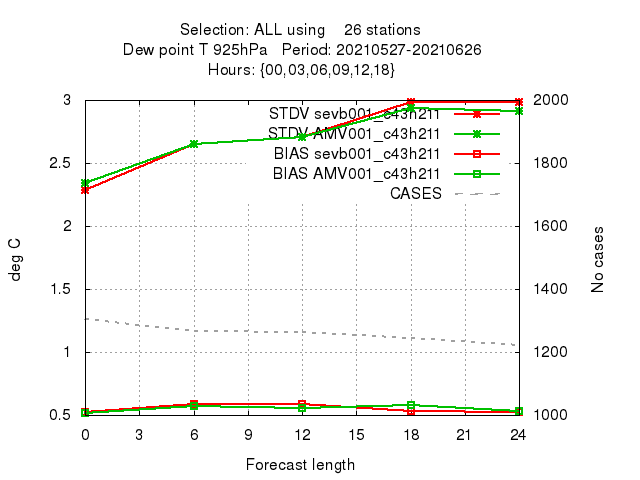 Selection: ALL using 26 stations
Dew point T 925hPa Period: 20210527-20210626
Hours: {00,03,06,09,12,18}
3 2000
STDV sevb001_c43h211
STDV AMV001_c43h211
BIAS sevb001_c43h211
2.5 1800
BIAS AMV001_c43h211
CASES
2 1600
deg C
No cases
1.5 1400
1 1200
0.5 1000
0 3 6 9 12 15 18 21 24
Forecast length